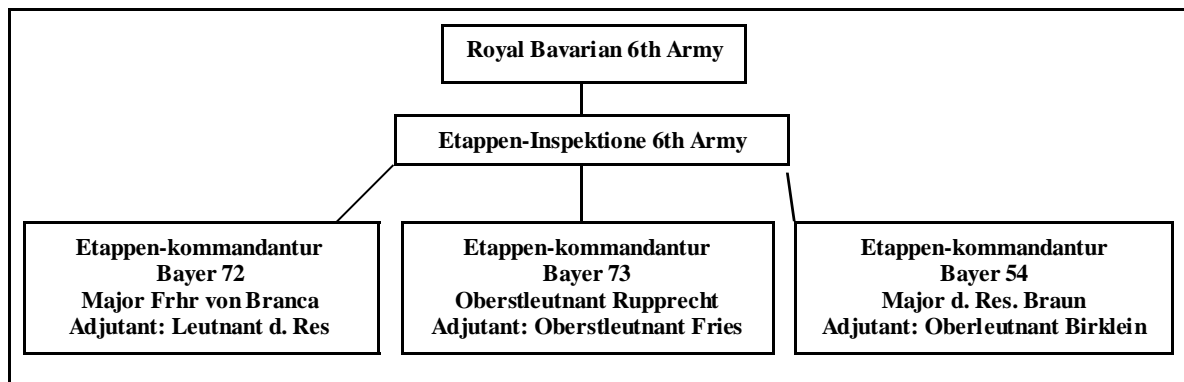 Royal Bavarian 6th Army
Etappen-Inspektione 6th Army
Etappen-kommandantur
Bayer 72
Major Frhr von Branca
Adjutant: Leutnant d. Res
Etappen-kommandantur
Bayer 73
Oberstleutnant Rupprecht
Adjutant: Oberstleutnant Fries
Etappen-kommandantur
Bayer 54
Major d. Res. Braun
Adjutant: Oberleutnant Birklein